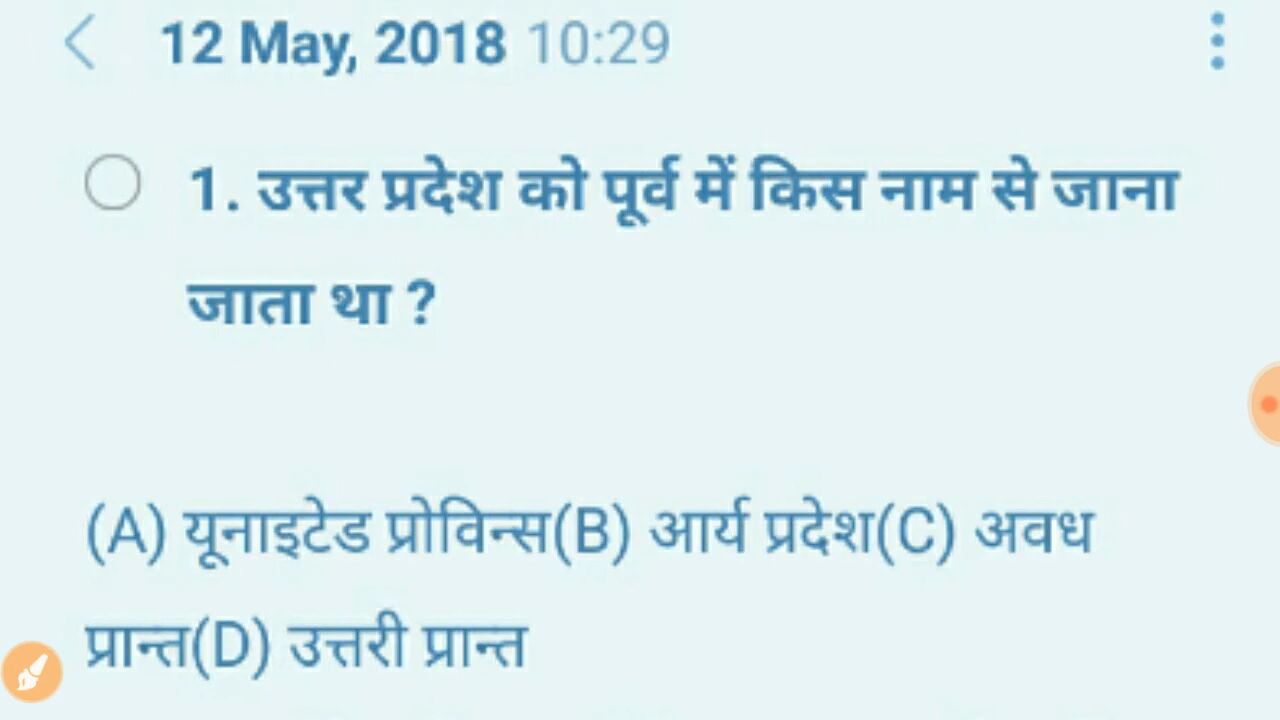 12 May, 2018 10:29
1. उत्तर प्रदेश को पूर्व में किस नाम से जाना
जाता था ?
(A) यूनाइटेड प्रोविन्स(B) आर्य प्रदेश(C) अवध
प्रान्त(D) उत्तरी प्रान्त